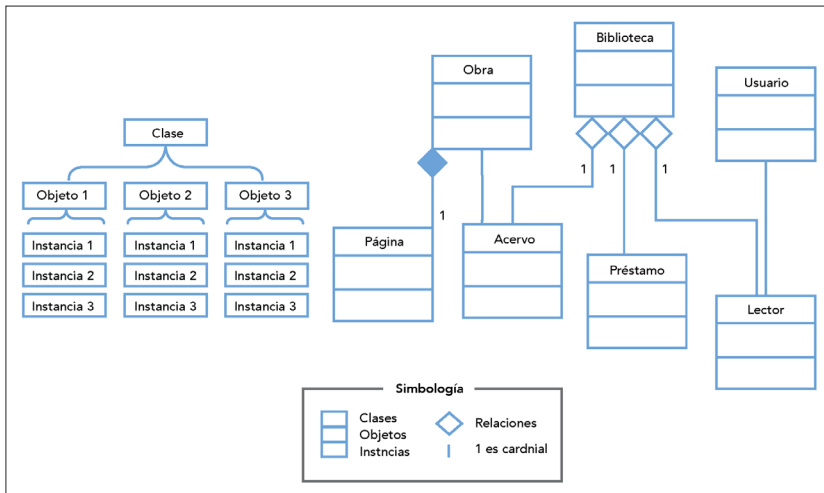 Clase
Objeto 1
Objeto 2
Objeto 3
Instancia 1
Instancia 1
Instancia 1
Instancia 2
Instancia 2
Instancia 2
Instancia 3
Instancia 3
Instancia 3
Obra
Biblioteca
Usuario
1
1
1
1
Página
Acervo
Préstamo
Lector
Simbología
Clases
Objetos
Instncias
Relaciones
1 es cardnial